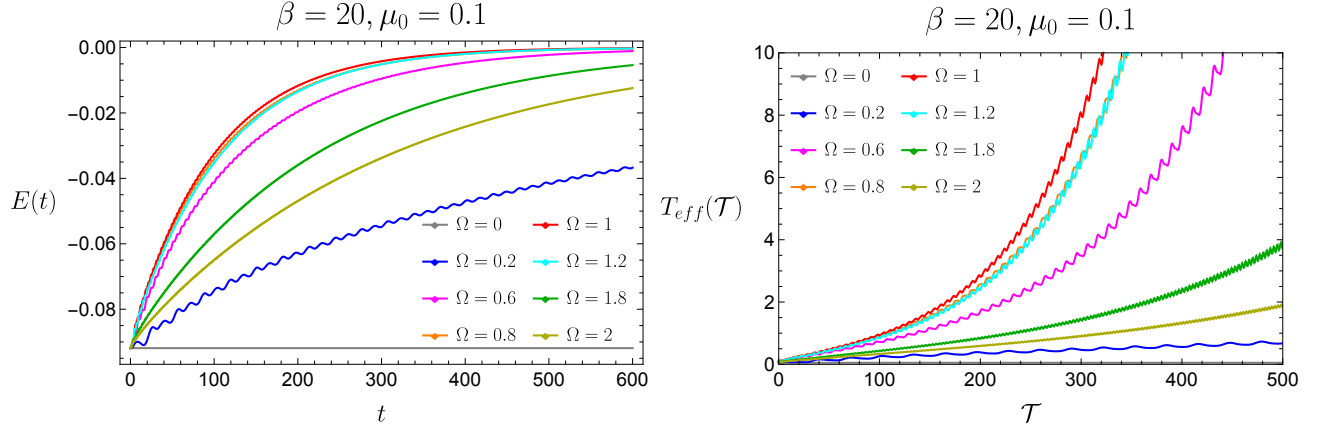 β = 20, μ₀ = 0.1
E(t)
0.00
−0.02
−0.04
−0.06
−0.08
0 100 200 300 400 500 600
t
Ω = 0 Ω = 1
Ω = 0.2 Ω = 1.2
Ω = 0.6 Ω = 1.8
Ω = 0.8 Ω = 2
β = 20, μ₀ = 0.1
T_eff(𝒯)
10
8
6
4
2
0
0 100 200 300 400 500
𝒯
Ω = 0 Ω = 1
Ω = 0.2 Ω = 1.2
Ω = 0.6 Ω = 1.8
Ω = 0.8 Ω = 2